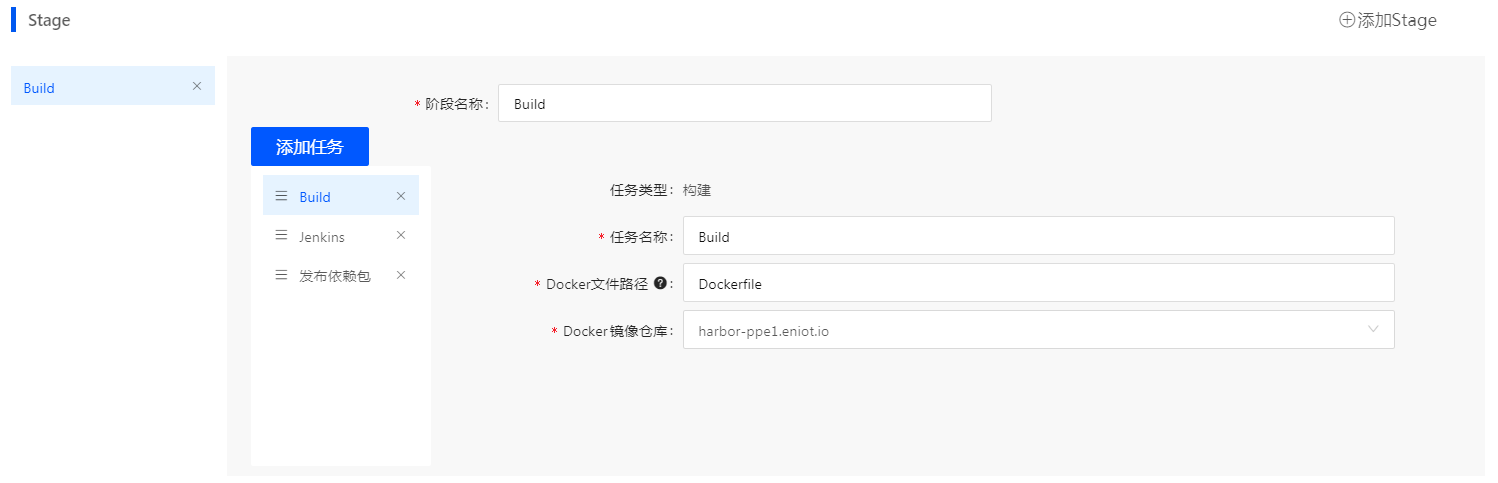 Stage
添加Stage
Build
* 阶段名称: Build
添加任务
Build
Jenkins
发布依赖包
任务类型: 构建
* 任务名称: Build
* Docker文件路径 ?: Dockerfile
* Docker镜像仓库: harbor-ppe1.eniot.io